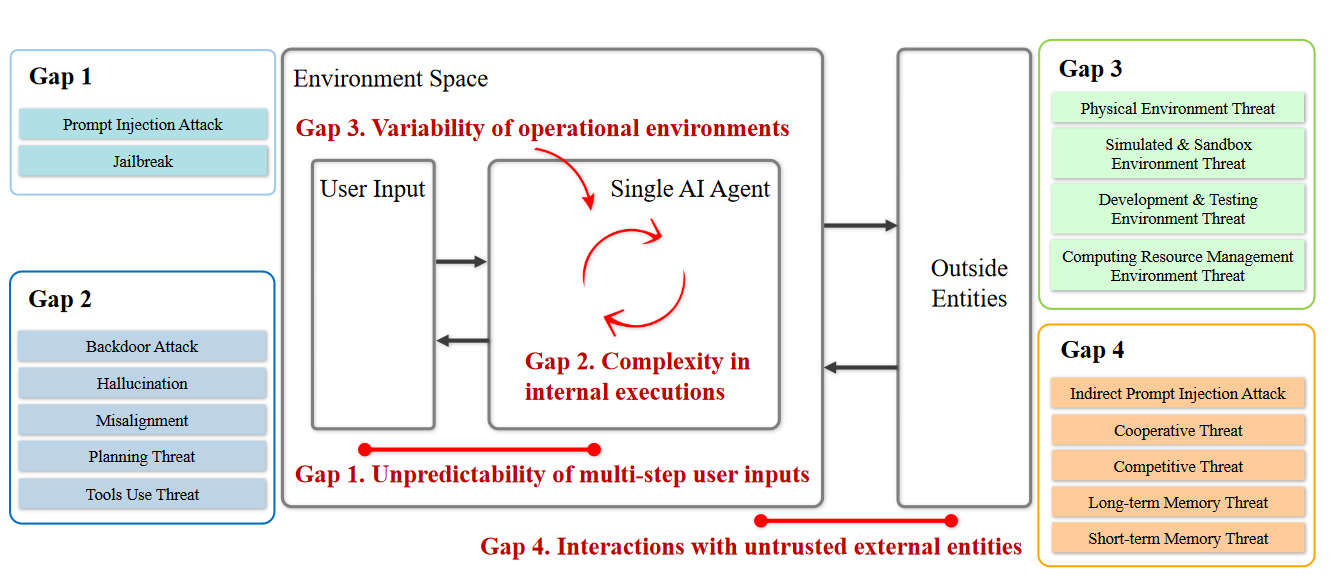 Gap 1
Prompt Injection Attack
Jailbreak
Gap 2
Backdoor Attack
Hallucination
Misalignment
Planning Threat
Tools Use Threat
Environment Space
Gap 3. Variability of operational environments
User Input
Single AI Agent
Gap 2. Complexity in
internal executions
Gap 1. Unpredictability of multi-step user inputs
Outside
Entities
Gap 4. Interactions with untrusted external entities
Gap 3
Physical Environment Threat
Simulated & Sandbox
Environment Threat
Development & Testing
Environment Threat
Computing Resource Management
Environment Threat
Gap 4
Indirect Prompt Injection Attack
Cooperative Threat
Competitive Threat
Long-term Memory Threat
Short-term Memory Threat